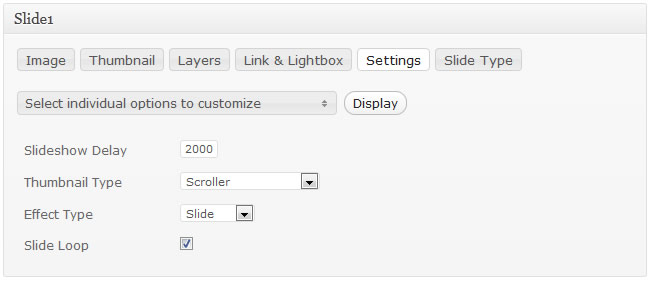 Slide1
Image Thumbnail Layers Link & Lightbox Settings Slide Type
Select individual options to customize Display
Slideshow Delay 2000
Thumbnail Type Scroller
Effect Type Slide
Slide Loop